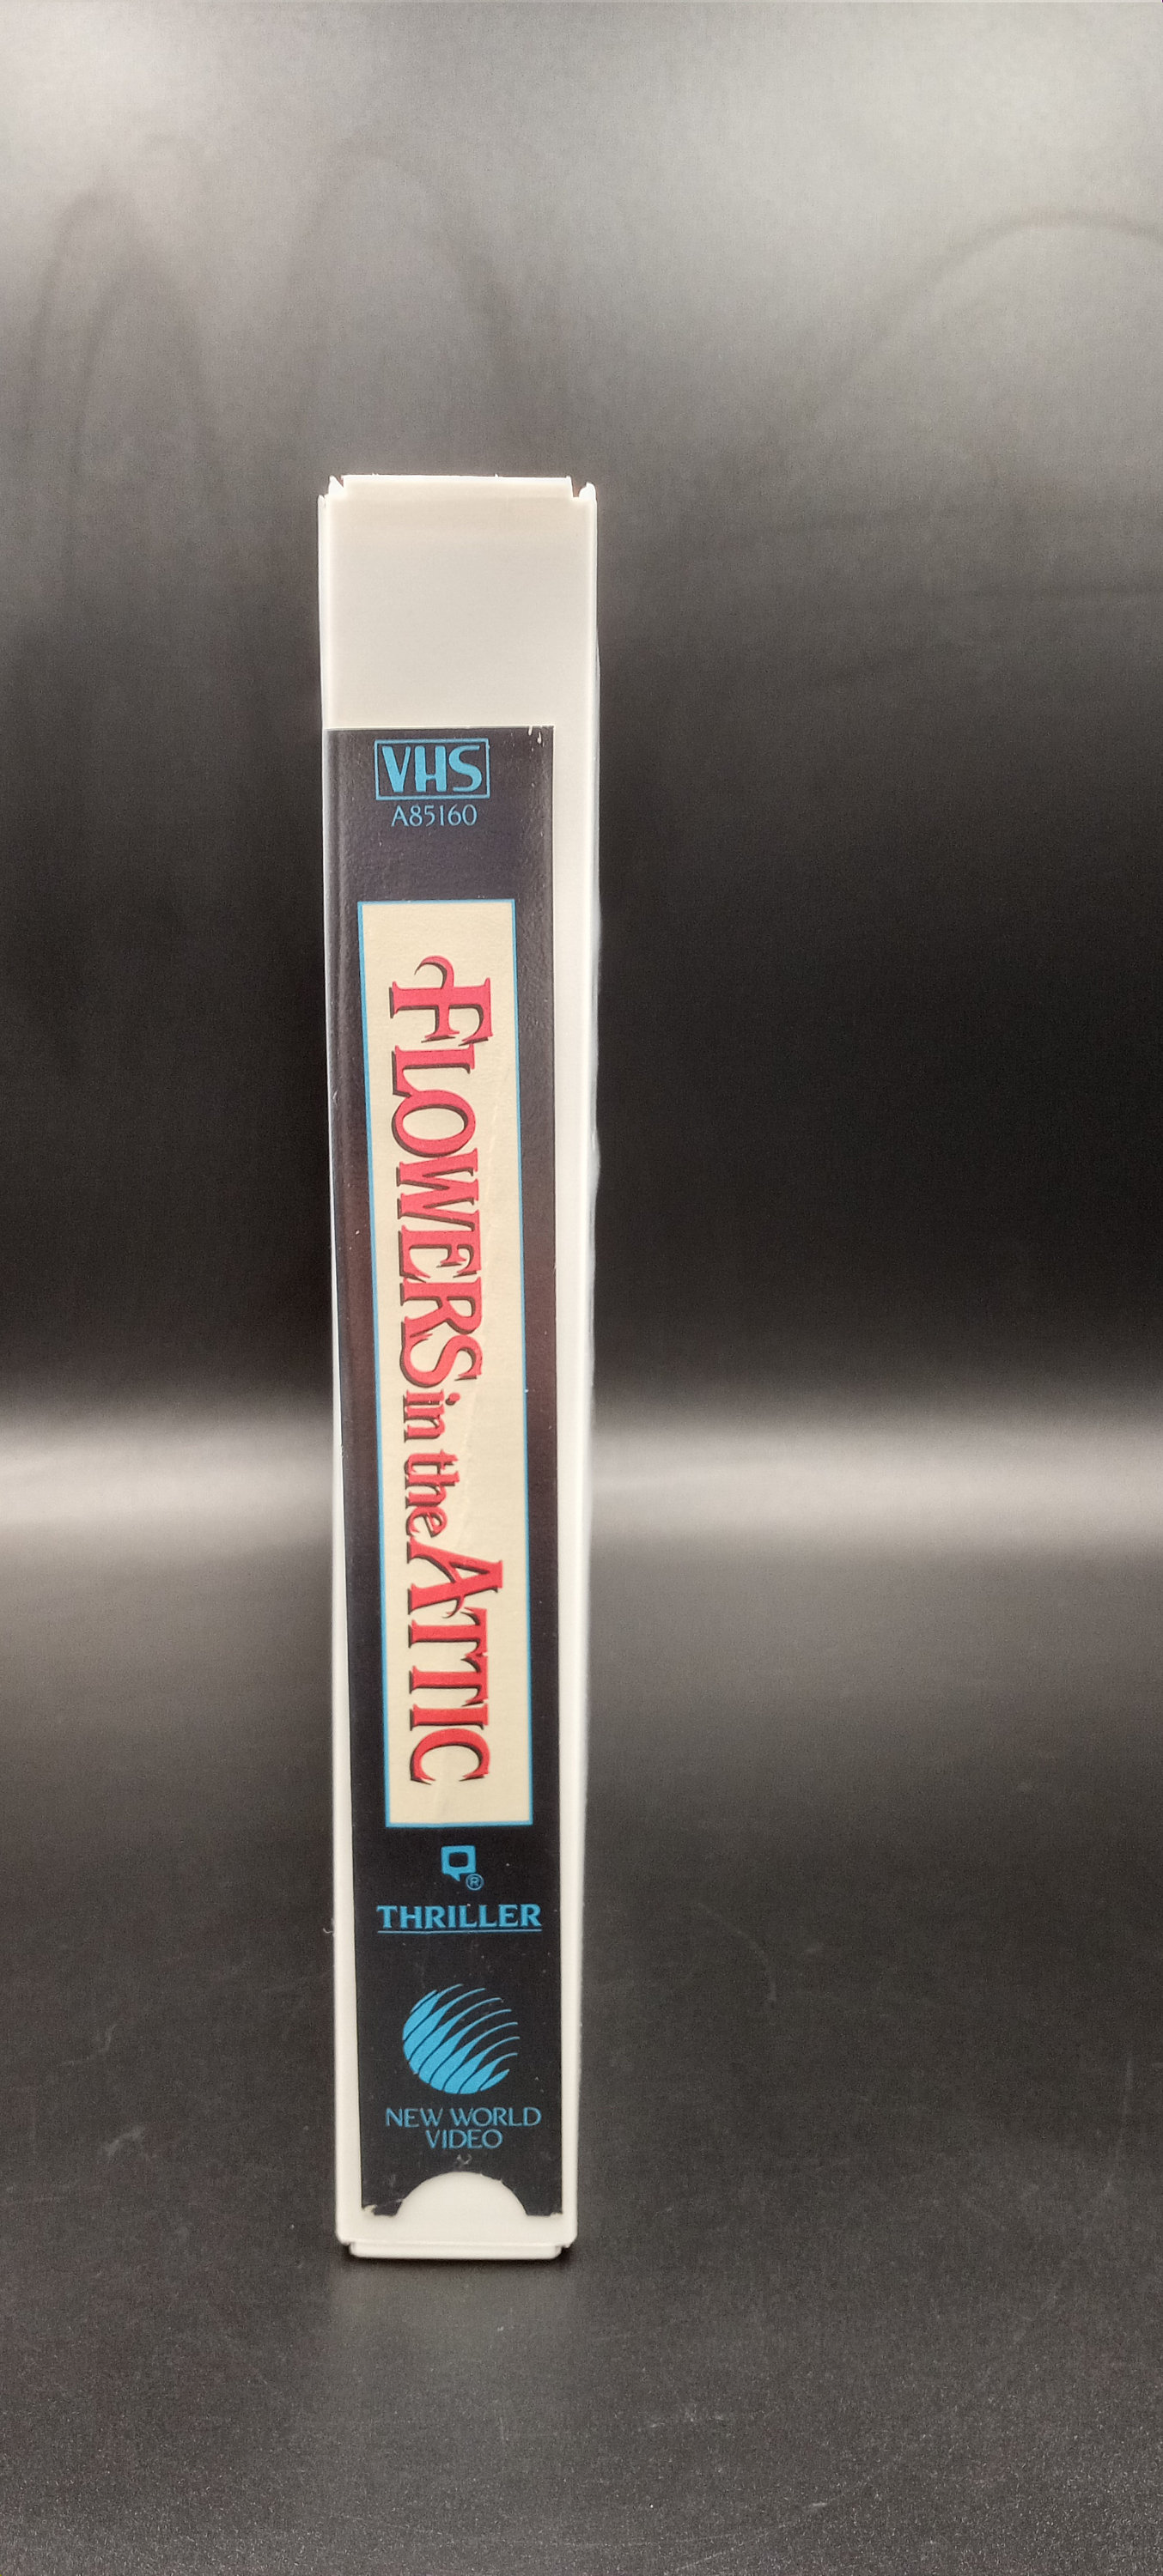 VHS
A85160
FLOWERS in the ATTIC
®
THRILLER
NEW WORLD
VIDEO